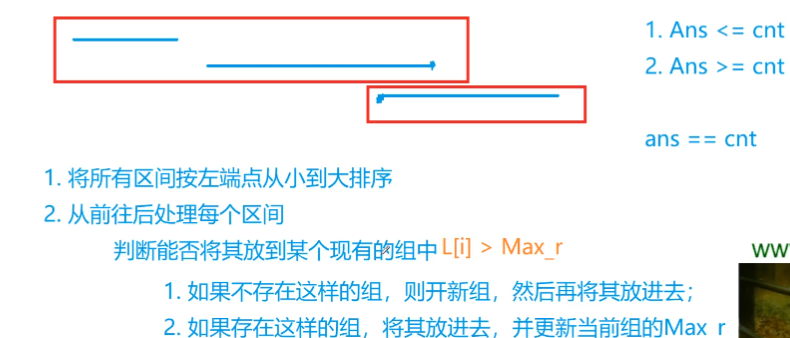 1. Ans <= cnt
2. Ans >= cnt
ans == cnt
1. 将所有区间按左端点从小到大排序
2. 从前往后处理每个区间
判断能否将其放到某个现有的组中 L[i] > Max_r
1. 如果不存在这样的组，则开新组，然后再将其放进去；
2. 如果存在这样的组，将其放进去，并更新当前组的Max_r